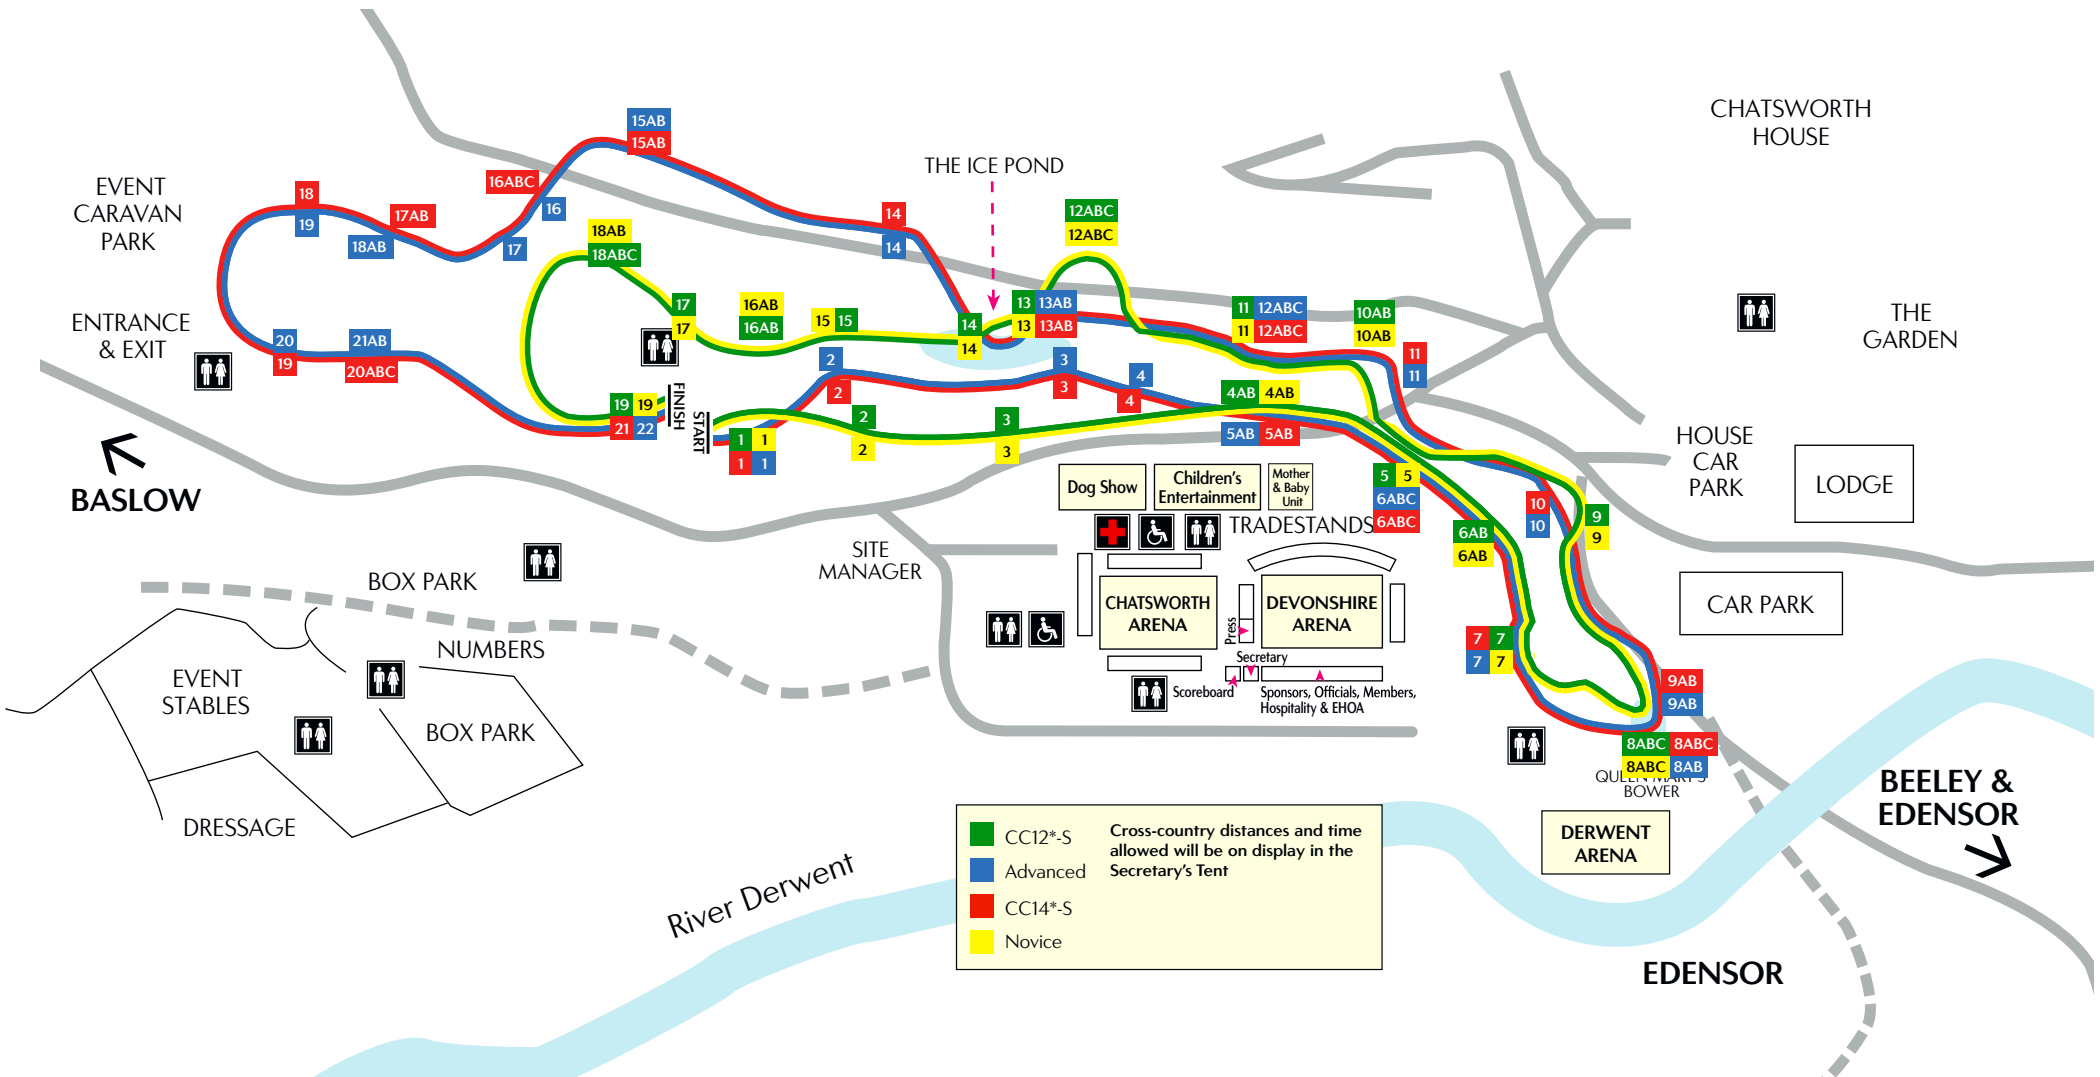 CHATSWORTH
HOUSE
15AB
15AB
THE ICE POND
EVENT
CARAVAN
PARK
18
19
17AB
18AB
16ABC
16
17
18AB
18ABC
14
14
12ABC
12ABC
ENTRANCE
& EXIT
20
19
21AB
20ABC
17
17
16AB
16AB
15 15
14
14
13 13AB
13 13AB
11 12ABC
11 12ABC
10AB
10AB
11
11
THE
GARDEN
2
2
3
3
4
4
4AB 4AB
5AB 5AB
19 19
21 22
FINISH
START
1 1
1 1
2
2
3
3
BASLOW
HOUSE
CAR
PARK
LODGE
Dog Show
Children's
Entertainment
Mother
& Baby
Unit
TRADESTANDS
5 5
6ABC
6ABC
6AB
6AB
10
10
9
9
SITE
MANAGER
BOX PARK
CHATSWORTH
ARENA
Press
DEVONSHIRE
ARENA
CAR PARK
NUMBERS
Secretary
Scoreboard
Sponsors, Officials, Members,
Hospitality & EHOA
7 7
7 7
9AB
9AB
EVENT
STABLES
BOX PARK
8ABC 8ABC
8ABC 8AB
QUEEN MARY'S
BOWER
DRESSAGE
BEELEY &
EDENSOR
DERWENT
ARENA
River Derwent
CC12*-S
Advanced
CC14*-S
Novice
Cross-country distances and time
allowed will be on display in the
Secretary's Tent
EDENSOR